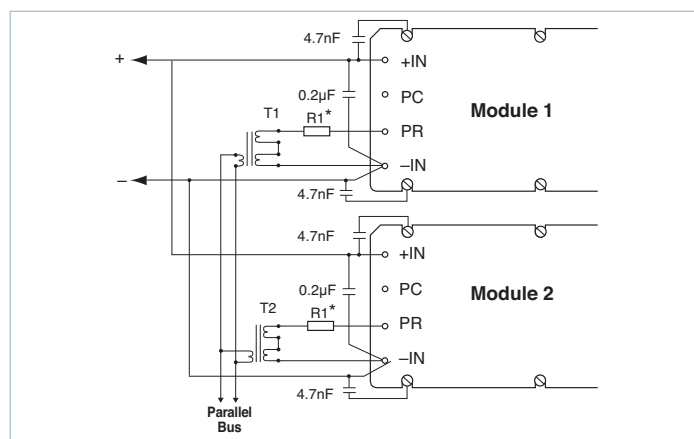 4.7nF
+
+IN
0.2µF
PC
Module 1
T1
R1*
PR
–IN
–
4.7nF
4.7nF
+IN
0.2µF
PC
Module 2
T2
R1*
PR
–IN
4.7nF
Parallel
Bus